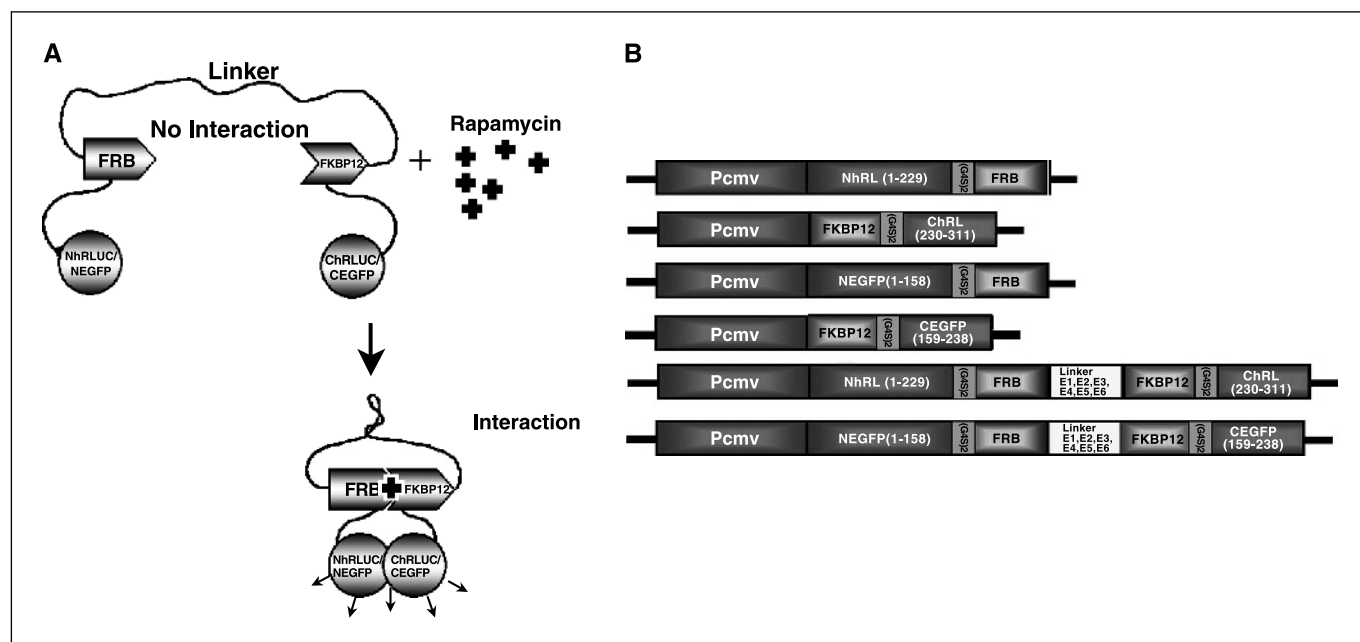 A
Linker
No Interaction
FRB
FKBP12
+
Rapamycin
NhRLUC/
NEGFP
ChRLUC/
CEGFP
Interaction
FRB
FKBP12
NhRLUC/
NEGFP
ChRLUC/
CEGFP
B
Pcmv NhRL (1-229) (G4S)2 FRB
Pcmv FKBP12 (G4S)2 ChRL
(230-311)
Pcmv NEGFP(1-158) (G4S)2 FRB
Pcmv FKBP12 (G4S)2 CEGFP
(159-238)
Pcmv NhRL (1-229) (G4S)2 FRB Linker
E1,E2,E3,
E4,E5,E6 FKBP12 (G4S)2 ChRL
(230-311)
Pcmv NEGFP(1-158) (G4S)2 FRB Linker
E1,E2,E3,
E4,E5,E6 FKBP12 (G4S)2 CEGFP
(159-238)